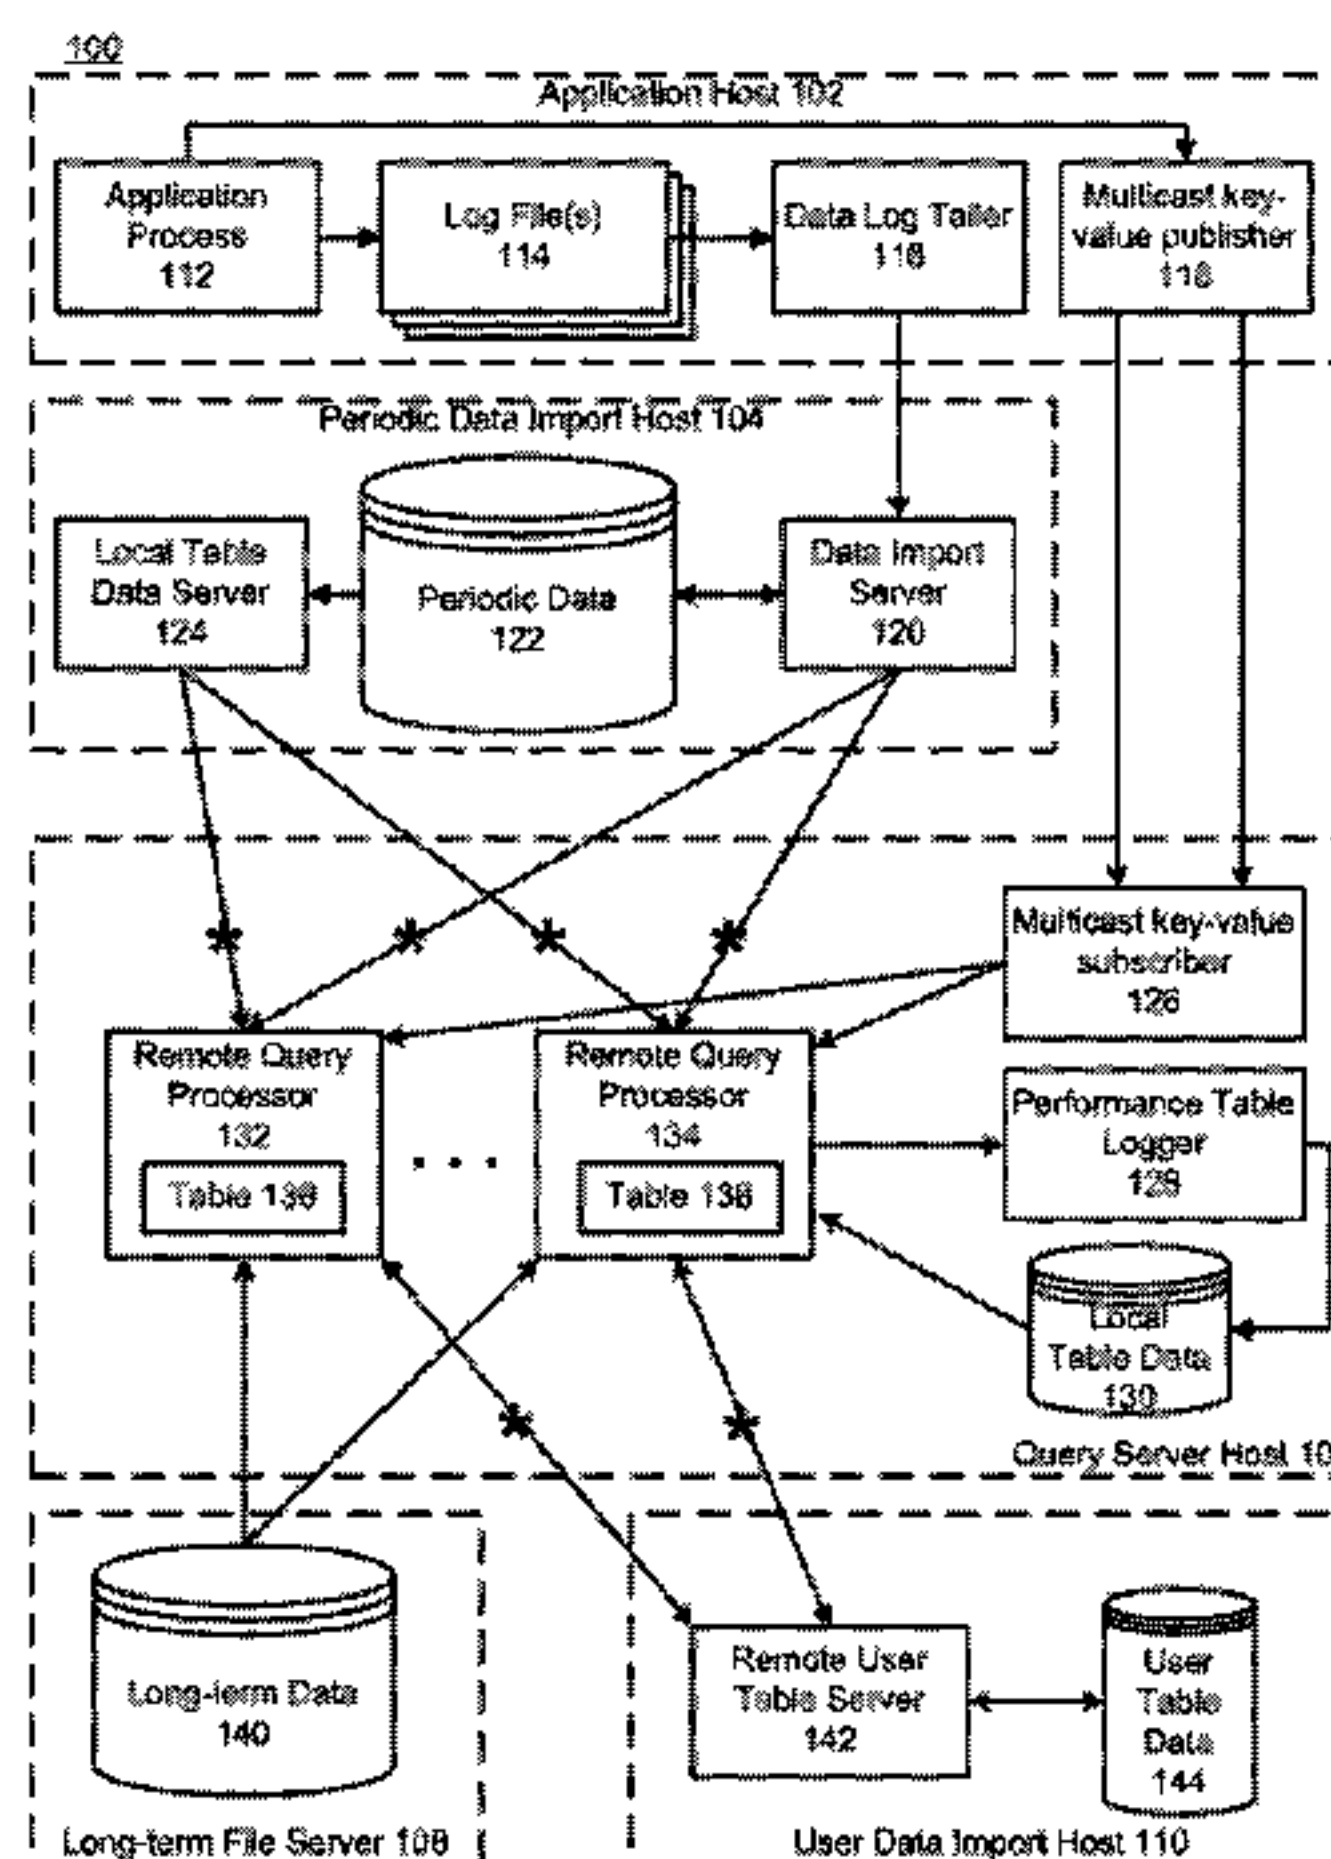 100
Application Host 102
Application
Process
112
Log File(s)
114
Data Log Tailer
116
Multicast key-
value publisher
118
Periodic Data Import Host 104
Local Table
Data Server
124
Periodic Data
122
Data Import
Server
120
Multicast key-value
subscriber
126
Remote Query
Processor
132
Table 136
. . .
Remote Query
Processor
134
Table 138
Performance Table
Logger
128
Local
Table Data
130
Query Server Host 10
Long-term Data
140
Long-term File Server 108
Remote User
Table Server
142
User
Table
Data
144
User Data Import Host 110